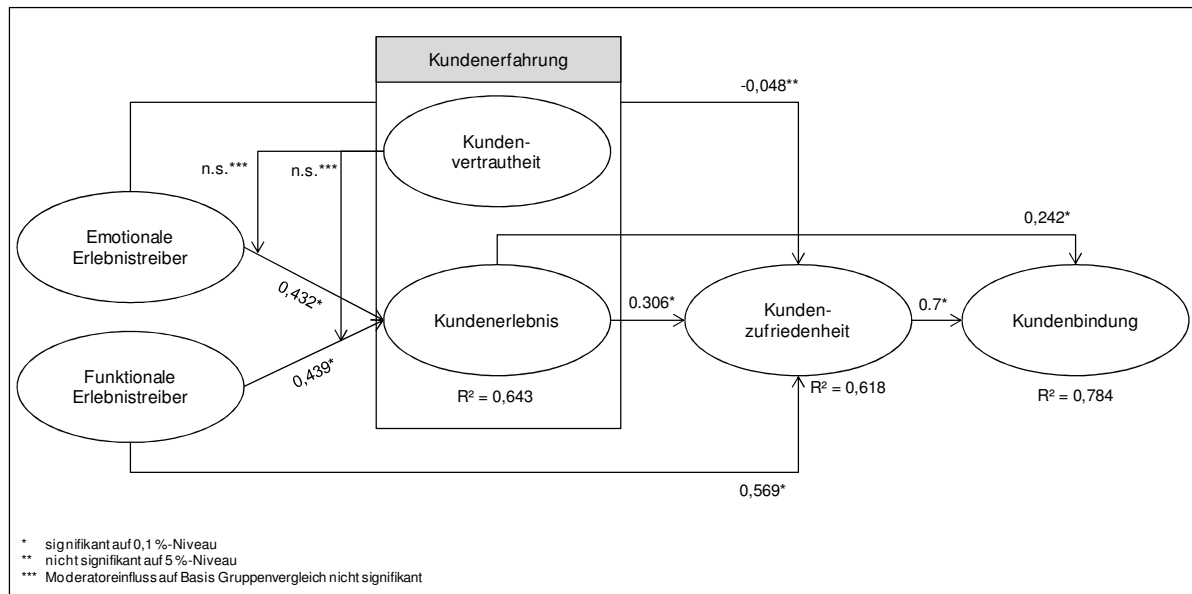 Kundenerfahrung
-0,048**
Kunden-
vertrautheit
n.s.***
n.s.***
0,242*
Emotionale
Erlebnistreiber
0,432*
Kundenerlebnis
0.306*
Kunden-
zufriedenheit
0.7*
Kundenbindung
0,439*
Funktionale
Erlebnistreiber
R² = 0,643
R² = 0,618
R² = 0,784
0,569*
* signifikant auf 0,1 %-Niveau
** nicht signifikant auf 5 %-Niveau
*** Moderatoreinfluss auf Basis Gruppenvergleich nicht signifikant